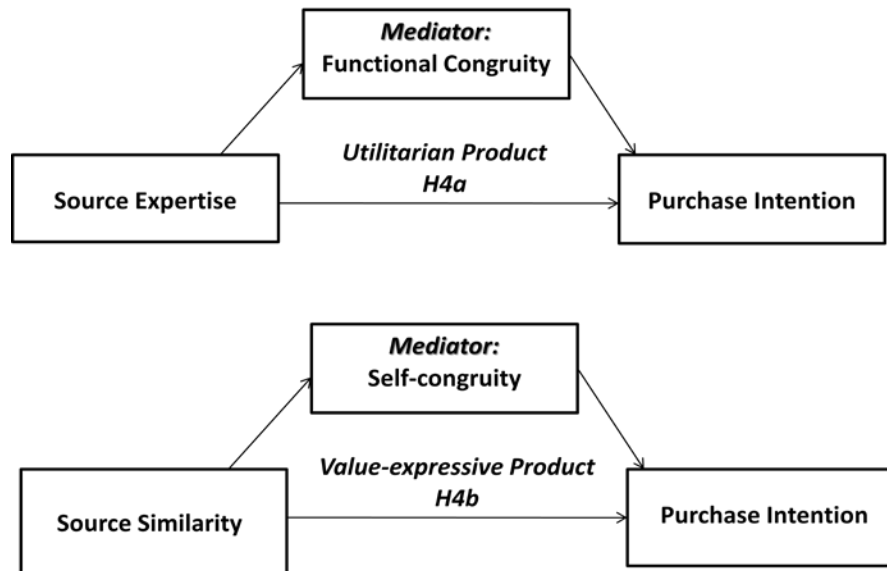 Mediator:
Functional Congruity
Utilitarian Product
H4a
Source Expertise
Purchase Intention
Mediator:
Self-congruity
Value-expressive Product
H4b
Source Similarity
Purchase Intention